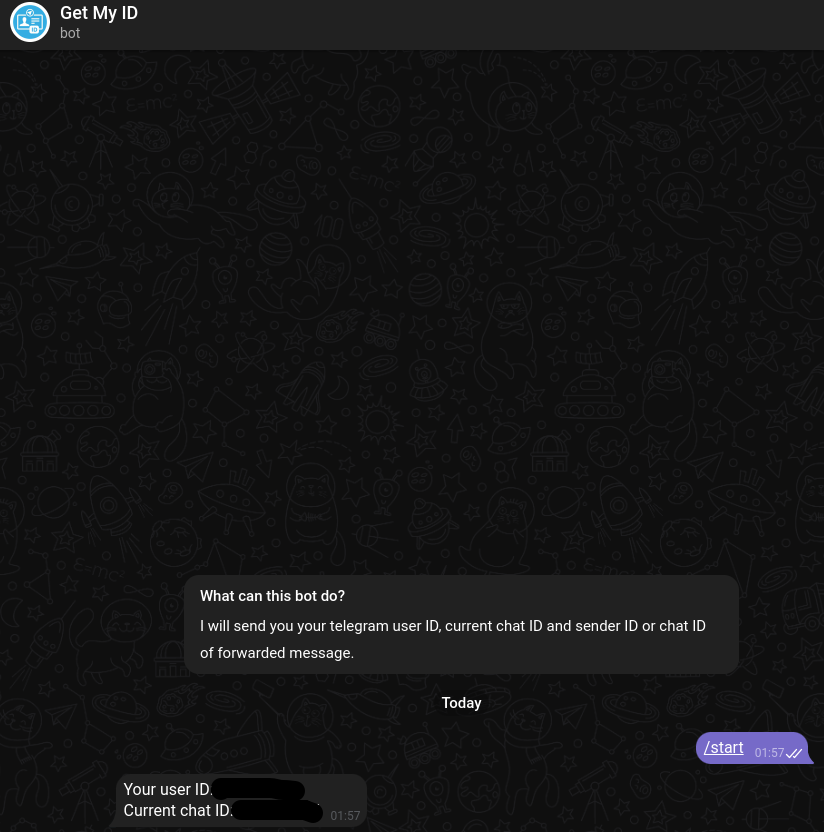 Get My ID
bot
What can this bot do?
I will send you your telegram user ID, current chat ID and sender ID or chat ID
of forwarded message.
Today
/start 01:57
Your user ID:
Current chat ID:
01:57